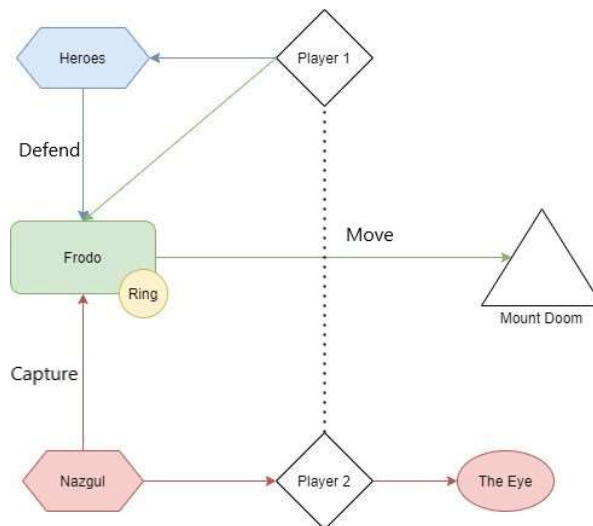 Heroes
Player 1
Defend
Frodo
Ring
Move
Mount Doom
Capture
Nazgul
Player 2
The Eye